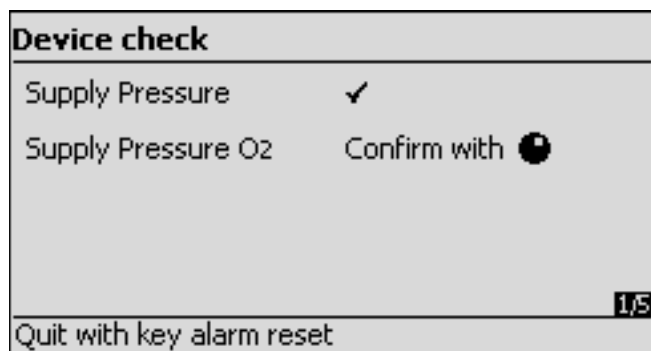 Device check
Supply Pressure ✓
Supply Pressure O2 Confirm with
1/5
Quit with key alarm reset